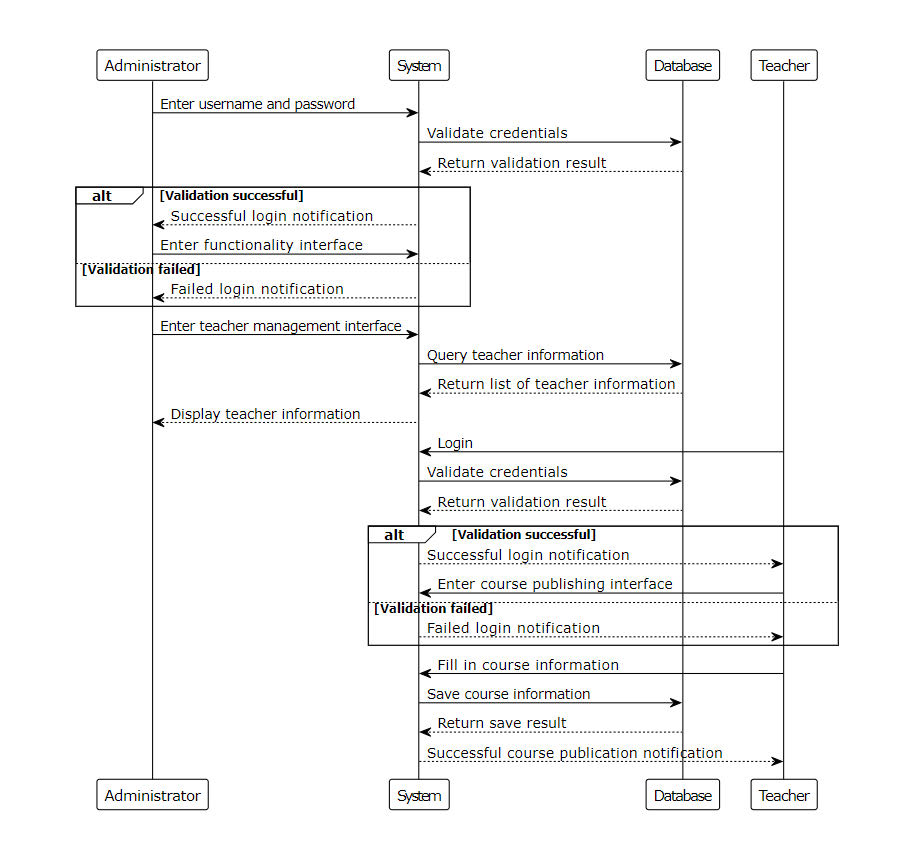 Administrator System Database Teacher
Enter username and password
Validate credentials
Return validation result
alt [Validation successful]
Successful login notification
Enter functionality interface
[Validation failed]
Failed login notification
Enter teacher management interface
Query teacher information
Return list of teacher information
Display teacher information
Login
Validate credentials
Return validation result
alt [Validation successful]
Successful login notification
Enter course publishing interface
[Validation failed]
Failed login notification
Fill in course information
Save course information
Return save result
Successful course publication notification
Administrator System Database Teacher